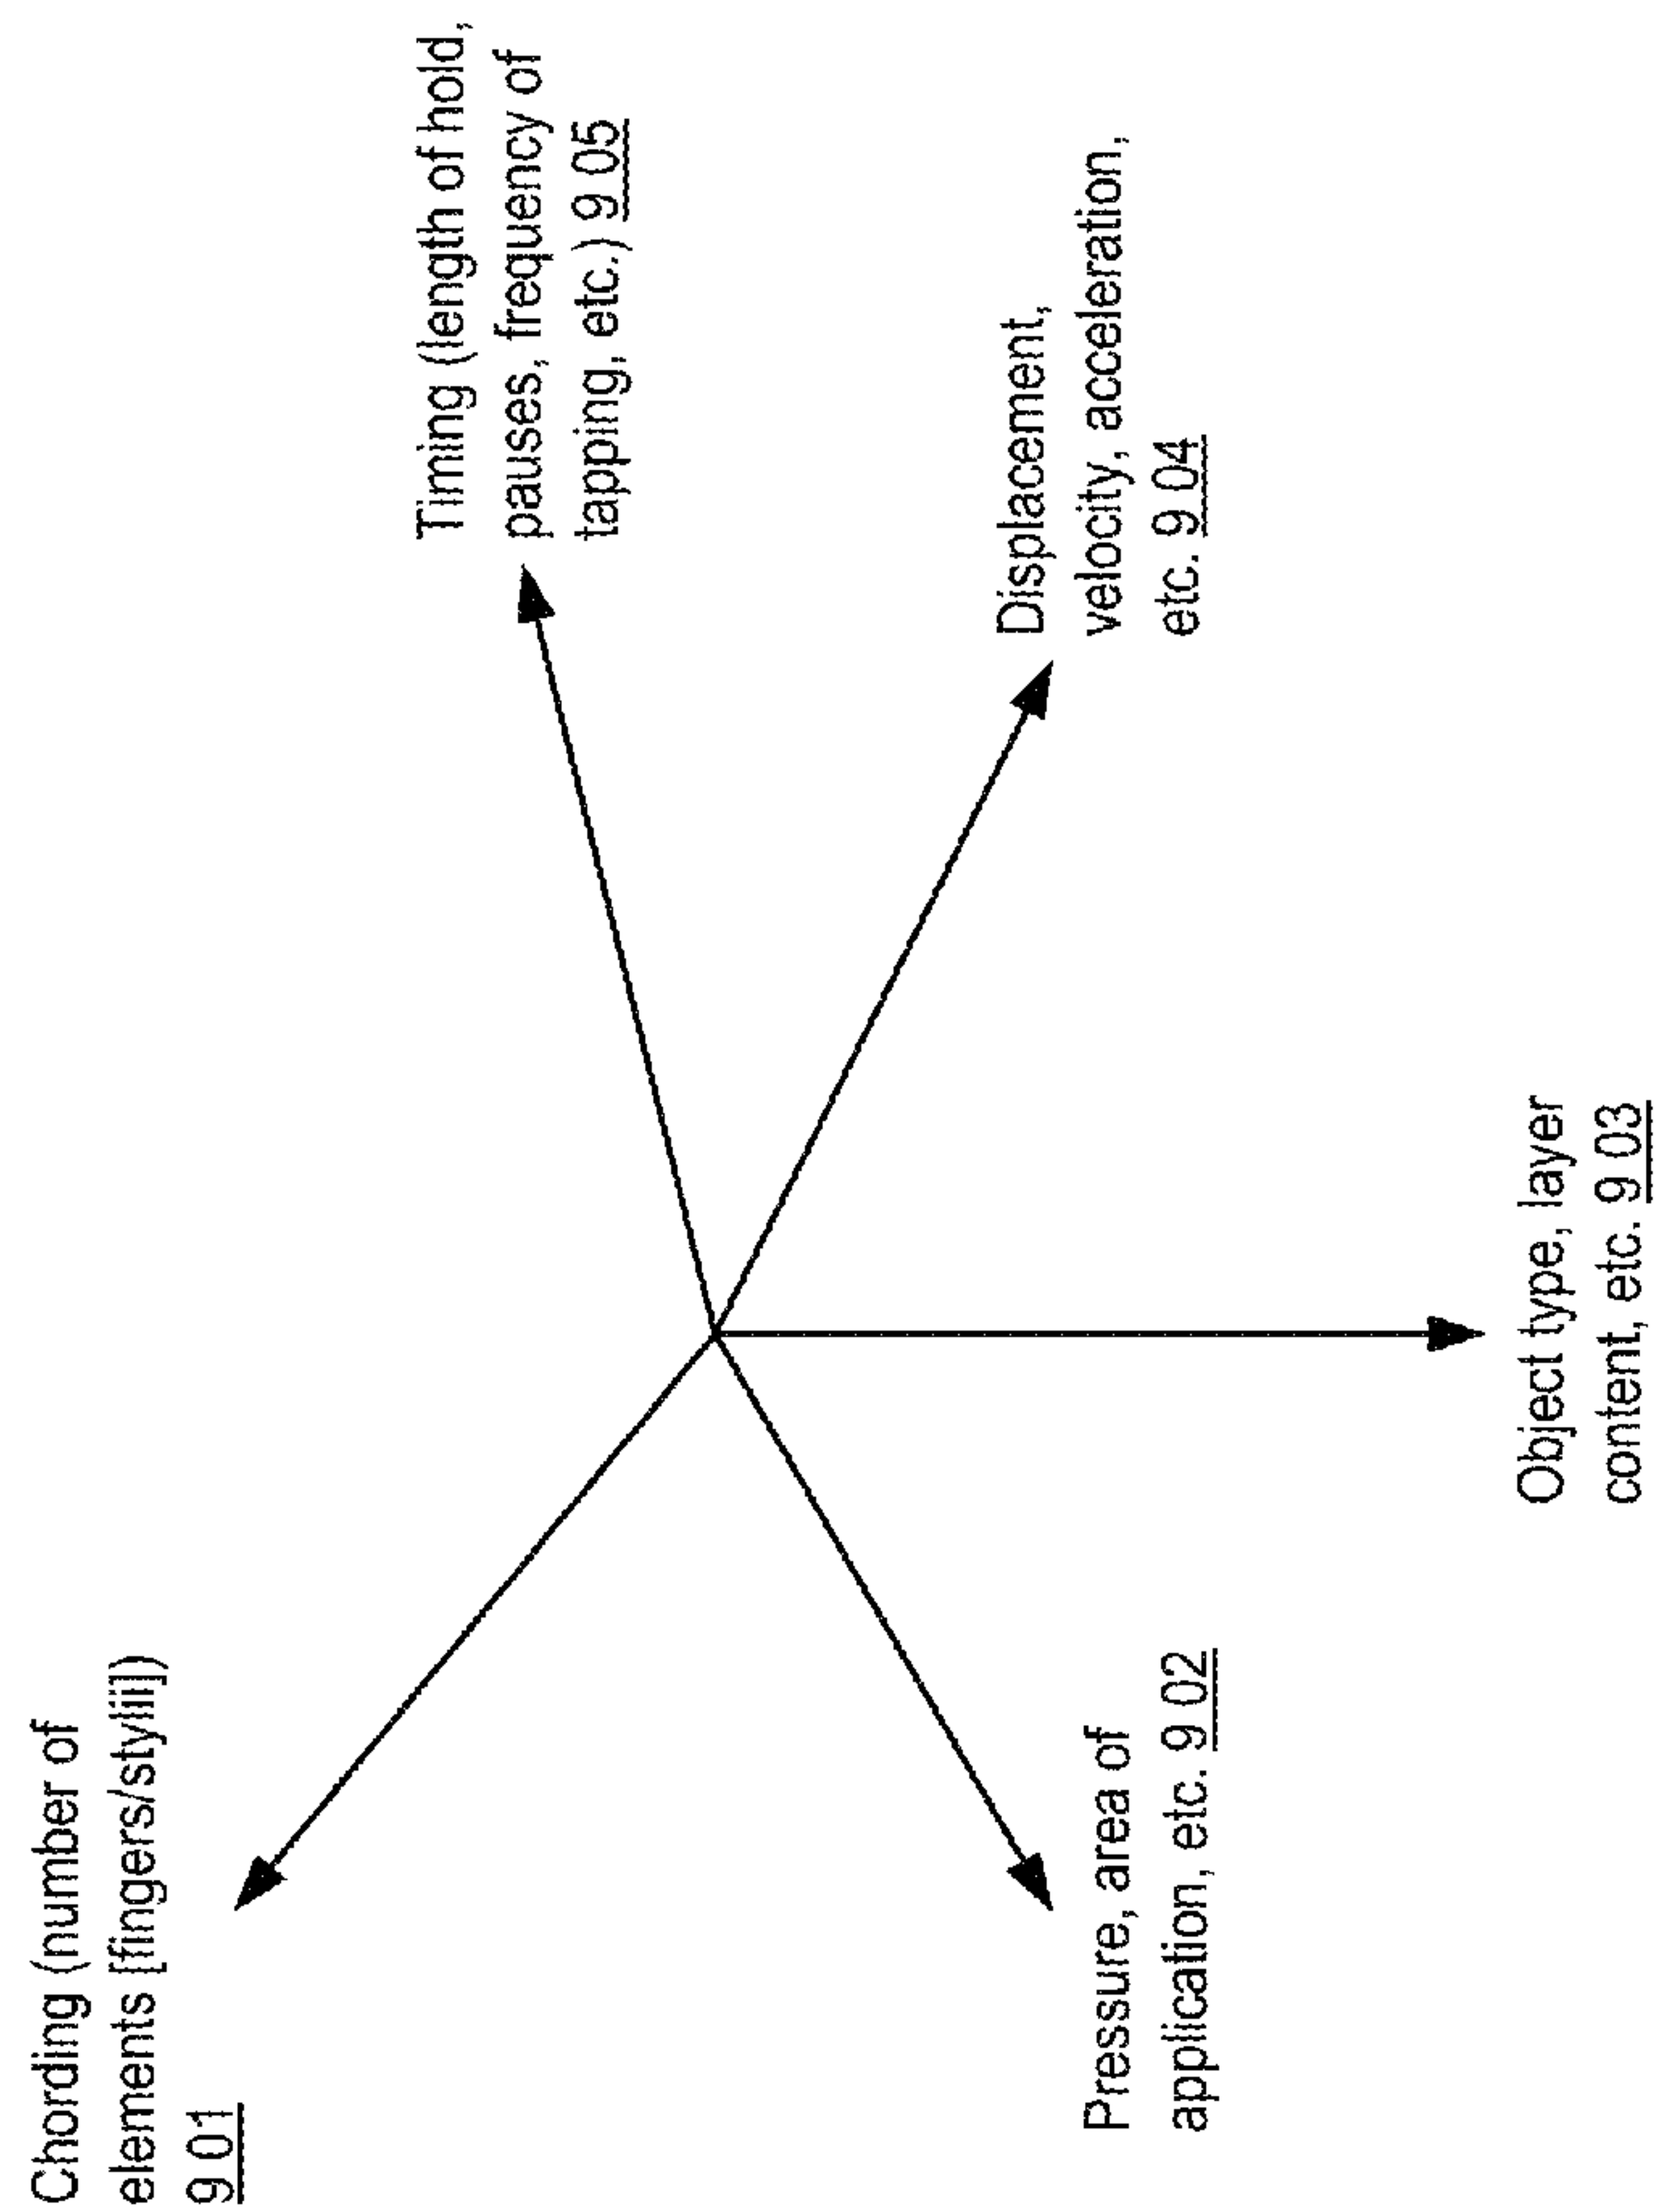 Chording (number of
elements [fingers/stylii])
9 01
Pressure, area of
application, etc. 9 02
Object type, layer
content, etc. 9 03
Displacement,
velocity, acceleration,
etc. 9 04
Timing (length of hold,
pauses, frequency of
tapping, etc.) 9 05